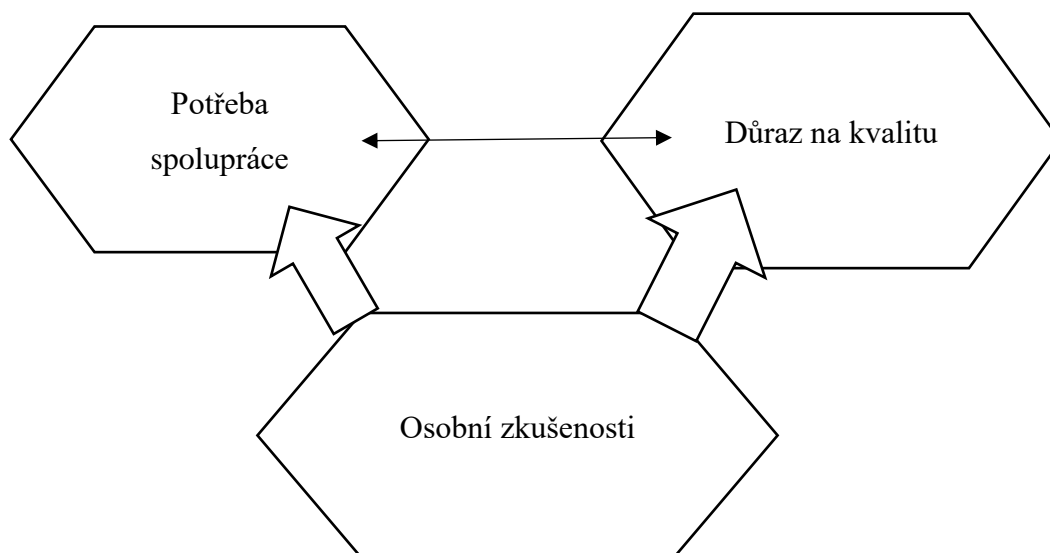 Potřeba
spolupráce
Důraz na kvalitu
Osobní zkušenosti